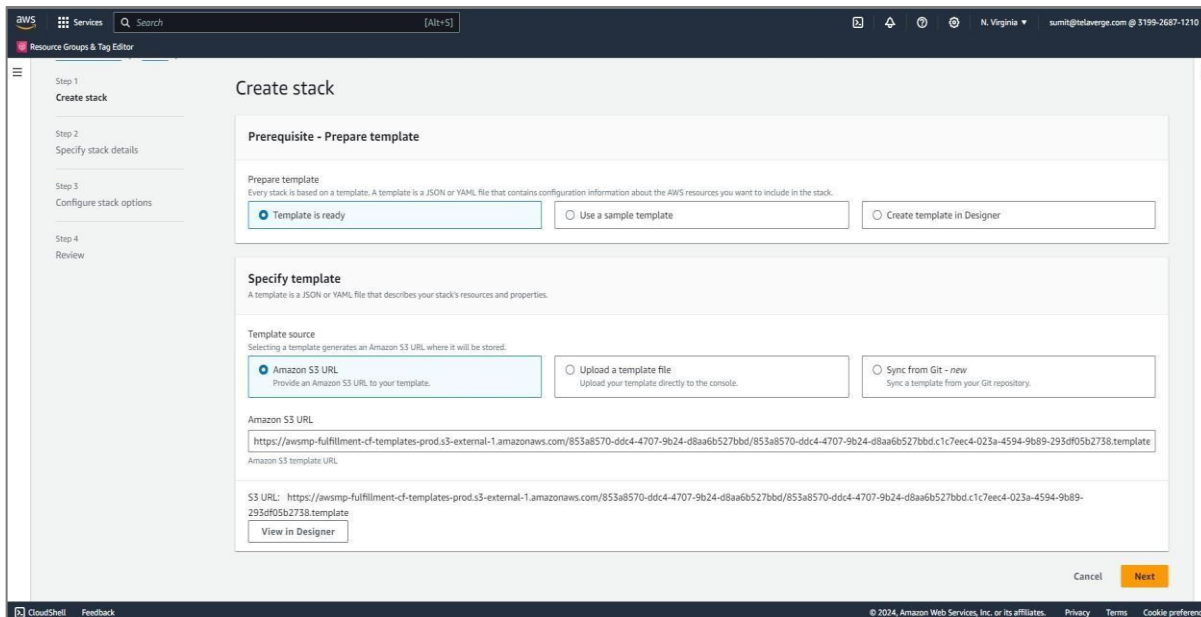 aws
Services
Search
[Alt+S]
N. Virginia
sumit@telaverge.com @ 3199-2687-1210
Resource Groups & Tag Editor
Step 1
Create stack
Step 2
Specify stack details
Step 3
Configure stack options
Step 4
Review
Create stack
Prerequisite - Prepare template
Prepare template
Every stack is based on a template. A template is a JSON or YAML file that contains configuration information about the AWS resources you want to include in the stack.
Template is ready
Use a sample template
Create template in Designer
Specify template
A template is a JSON or YAML file that describes your stack's resources and properties.
Template source
Selecting a template generates an Amazon S3 URL where it will be stored.
Amazon S3 URL
Provide an Amazon S3 URL to your template.
Upload a template file
Upload your template directly to the console.
Sync from Git - new
Sync a template from your Git repository.
Amazon S3 URL
https://awsmp-fulfillment-cf-templates-prod.s3-external-1.amazonaws.com/853a8570-ddc4-4707-9b24-d8aa6b527bbd/853a8570-ddc4-4707-9b24-d8aa6b527bbd.c1c7eec4-023a-4594-9b89-293df05b2738.template
Amazon S3 template URL
S3 URL: https://awsmp-fulfillment-cf-templates-prod.s3-external-1.amazonaws.com/853a8570-ddc4-4707-9b24-d8aa6b527bbd/853a8570-ddc4-4707-9b24-d8aa6b527bbd.c1c7eec4-023a-4594-9b89-
293df05b2738.template
View in Designer
Cancel
Next
CloudShell
Feedback
© 2024, Amazon Web Services, Inc. or its affiliates.
Privacy
Terms
Cookie preferenc